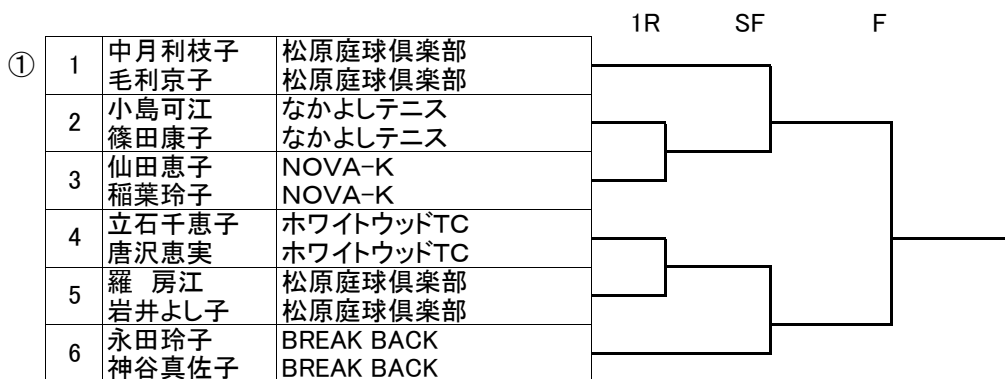 1R SF F
①
1 中月利枝子 松原庭球倶楽部
毛利京子 松原庭球倶楽部
2 小島可江 なかよしテニス
篠田康子 なかよしテニス
3 仙田恵子 NOVA-K
稲葉玲子 NOVA-K
4 立石千恵子 ホワイトウッドTC
唐沢恵実 ホワイトウッドTC
5 羅　房江 松原庭球倶楽部
岩井よし子 松原庭球倶楽部
6 永田玲子 BREAK BACK
神谷真佐子 BREAK BACK